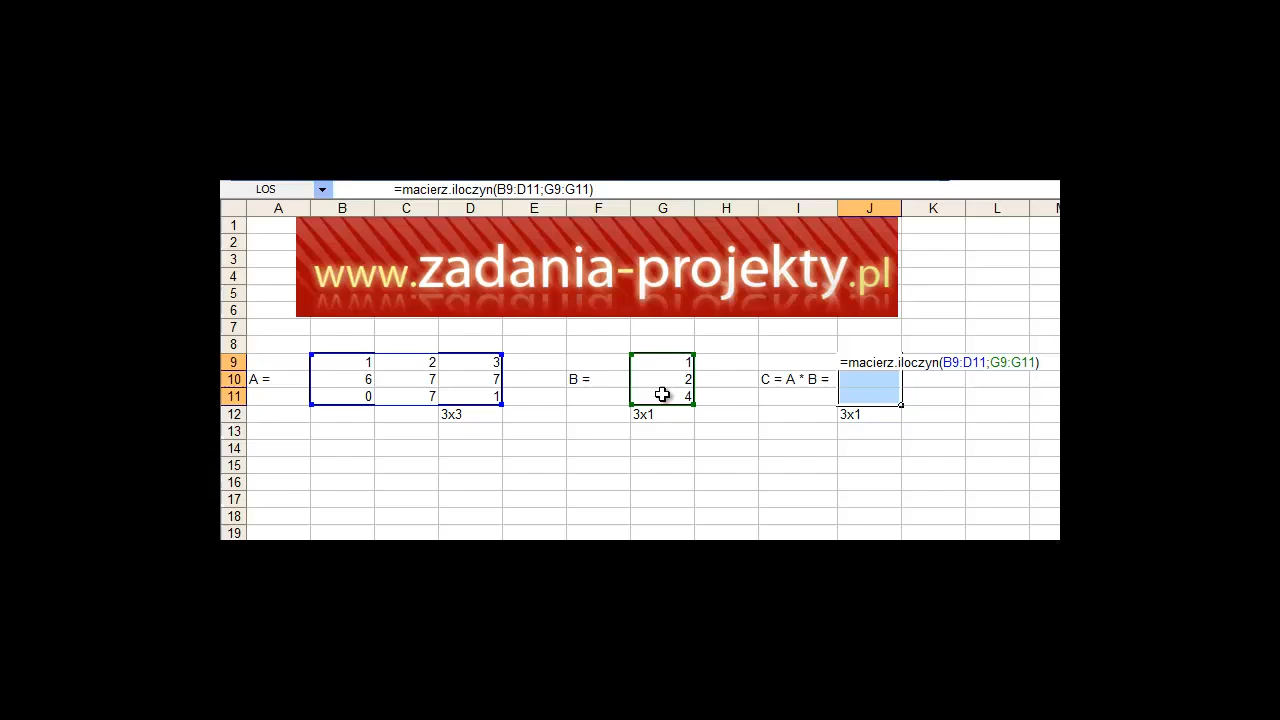 LOS =macierz.iloczyn(B9:D11;G9:G11)
A B C D E F G H I J K L
1
www.zadania-projekty.pl
2
3
4
5
6
7
8
9 1 2 3 1 =macierz.iloczyn(B9:D11;G9:G11)
10 A = 6 7 7 B = 2 C = A * B =
11 0 7 1 4
12 3x3 3x1 3x1
13
14
15
16
17
18
19